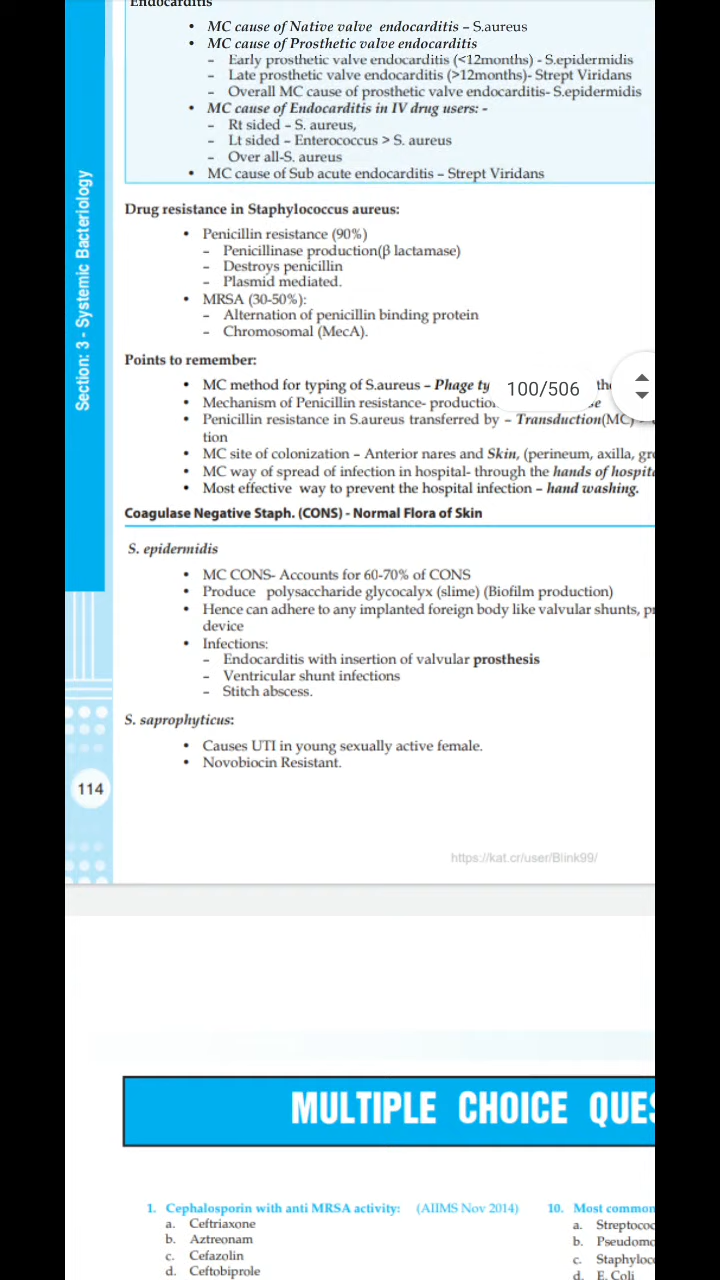 Endocarditis
• MC cause of Native valve endocarditis – S.aureus
• MC cause of Prosthetic valve endocarditis
– Early prosthetic valve endocarditis (<12months) - S.epidermidis
– Late prosthetic valve endocarditis (>12months)- Strept Viridans
– Overall MC cause of prosthetic valve endocarditis- S.epidermidis
• MC cause of Endocarditis in IV drug users: -
– Rt sided – S. aureus,
– Lt sided – Enterococcus > S. aureus
– Over all-S. aureus
• MC cause of Sub acute endocarditis – Strept Viridans
Section: 3 - Systemic Bacteriology
Drug resistance in Staphylococcus aureus:
• Penicillin resistance (90%)
– Penicillinase production(β lactamase)
– Destroys penicillin
– Plasmid mediated.
• MRSA (30-50%):
– Alternation of penicillin binding protein
– Chromosomal (MecA).
Points to remember:
• MC method for typing of S.aureus – Phage
100/506
• Mechanism of Penicillin resistance-
• Penicillin resistance in S.aureus transferred by – Transduction(MC)
tion
• MC site of colonization – Anterior nares and Skin, (perineum, axilla,
• MC way of spread of infection in hospital- through the hands of
• Most effective way to prevent the hospital infection – hand washing.
Coagulase Negative Staph. (CONS) - Normal Flora of Skin
S. epidermidis
• MC CONS- Accounts for 60-70% of CONS
• Produce polysaccharide glycocalyx (slime) (Biofilm production)
• Hence can adhere to any implanted foreign body like valvular shunts,
device
• Infections:
– Endocarditis with insertion of valvular prosthesis
– Ventricular shunt infections
– Stitch abscess.
S. saprophyticus:
• Causes UTI in young sexually active female.
• Novobiocin Resistant.
114
https://kat.cr/user/Blink99/
MULTIPLE CHOICE
1. Cephalosporin with anti MRSA activity: (AIIMS Nov 2014)
a. Ceftriaxone
b. Aztreonam
c. Cefazolin
d. Ceftobiprole
10. Most common
a.
b.
c.
d. E. Coli